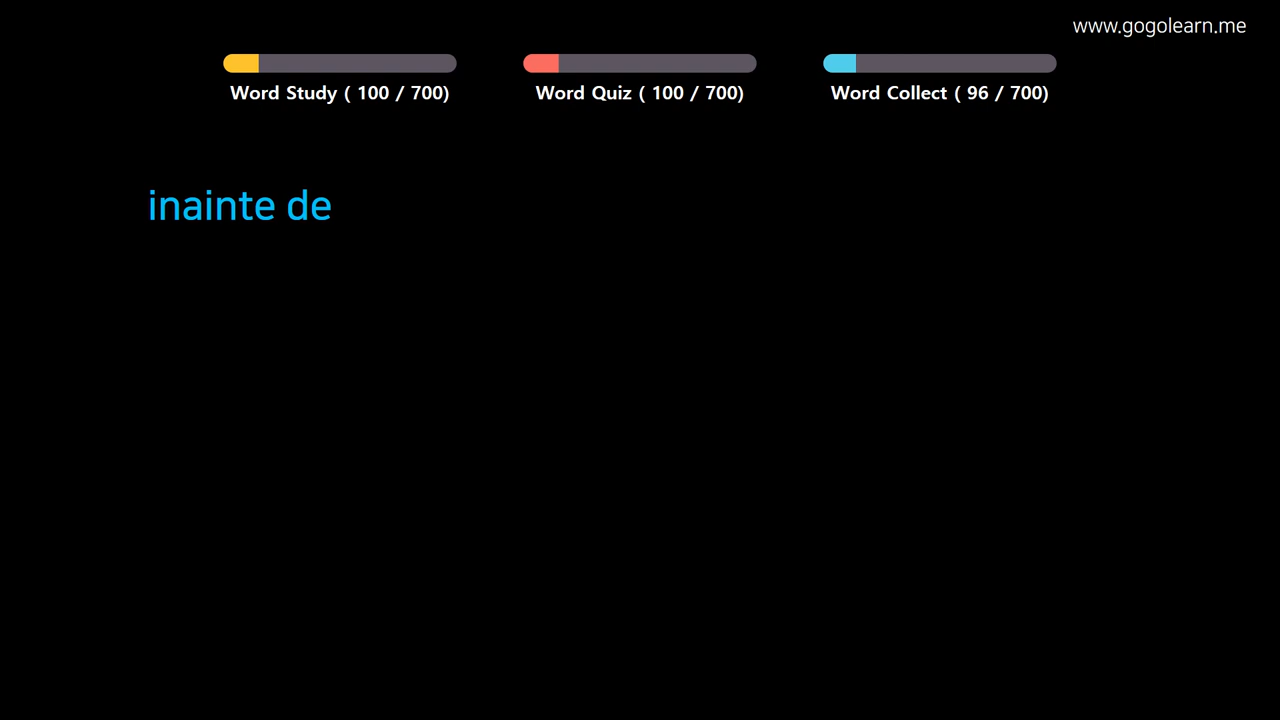 www.gogolearn.me
Word Study ( 100 / 700)
Word Quiz ( 100 / 700)
Word Collect ( 96 / 700)
inainte de